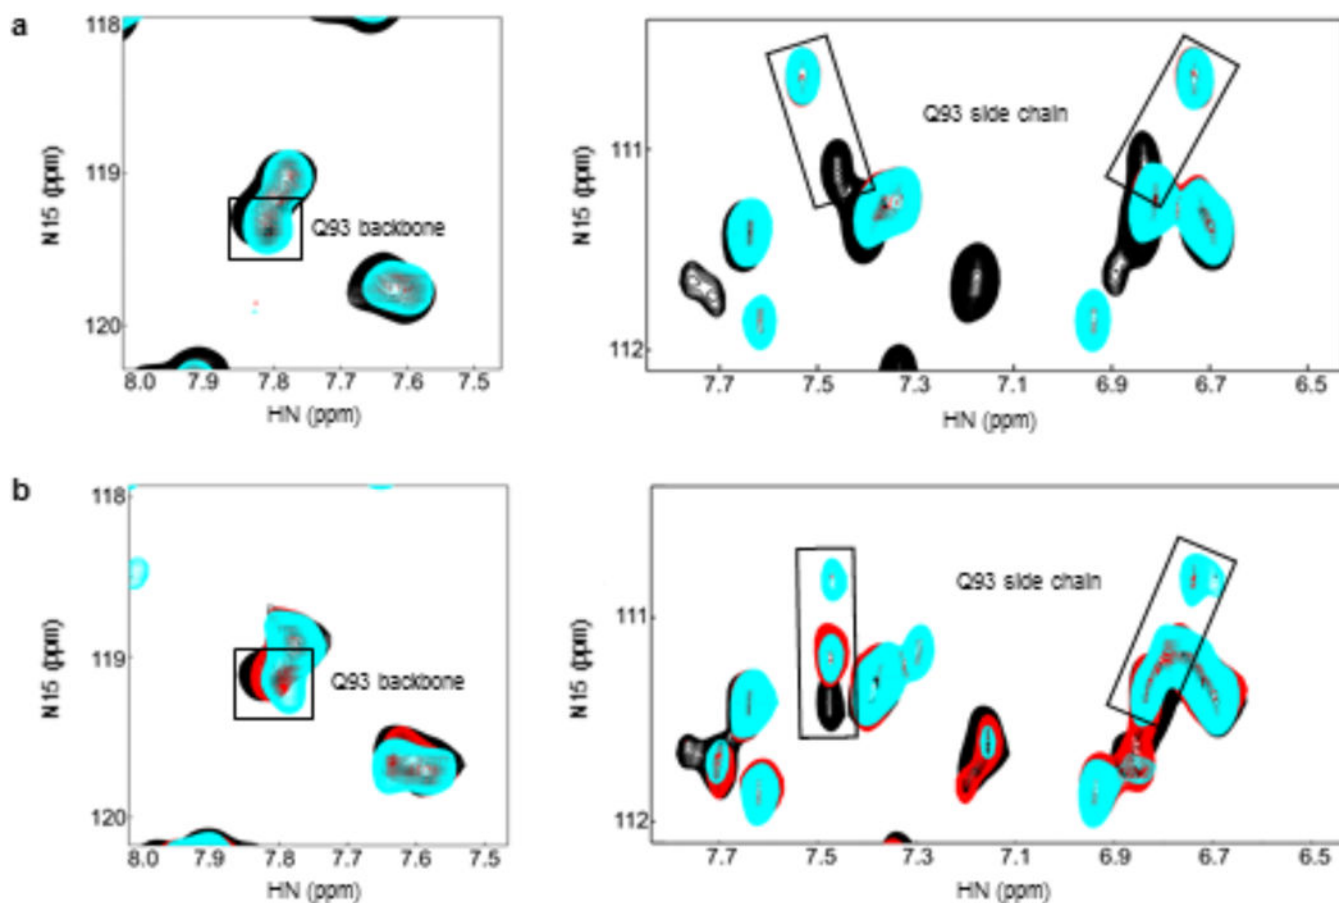 a
118
119
120
N15 (ppm)
Q93 backbone
8.0 7.9 7.8 7.7 7.6 7.5
HN (ppm)
111
112
N15 (ppm)
Q93 side chain
7.7 7.5 7.3 7.1 6.9 6.7 6.5
HN (ppm)
b
118
119
120
N15 (ppm)
Q93 backbone
8.0 7.9 7.8 7.7 7.6 7.5
HN (ppm)
111
112
N15 (ppm)
Q93 side chain
7.7 7.5 7.3 7.1 6.9 6.7 6.5
HN (ppm)